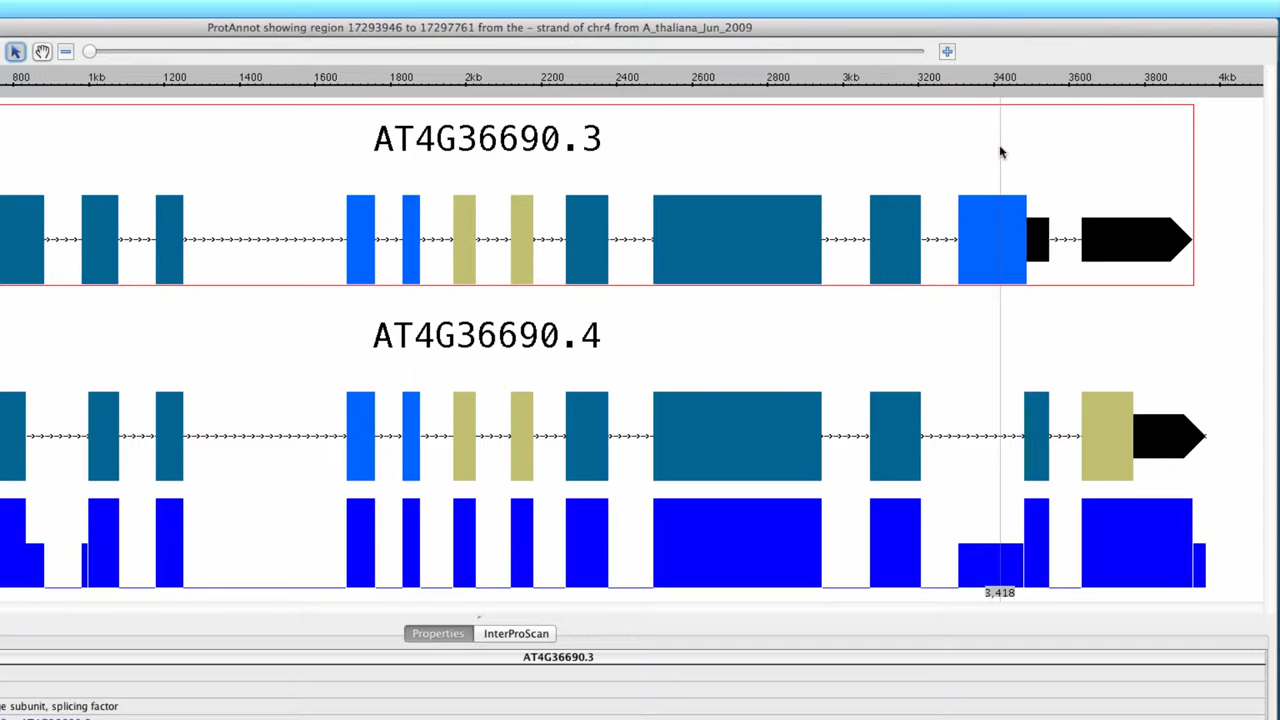 ProtAnnot showing region 17293946 to 17297761 from the - strand of chr4 from A_thaliana_Jun_2009
800 1kb 1200 1400 1600 1800 2kb 2200 2400 2600 2800 3kb 3200 3400 3600 3800 4kb
AT4G36690.3
AT4G36690.4
3,418
Properties InterProScan
AT4G36690.3
ge subunit, splicing factor